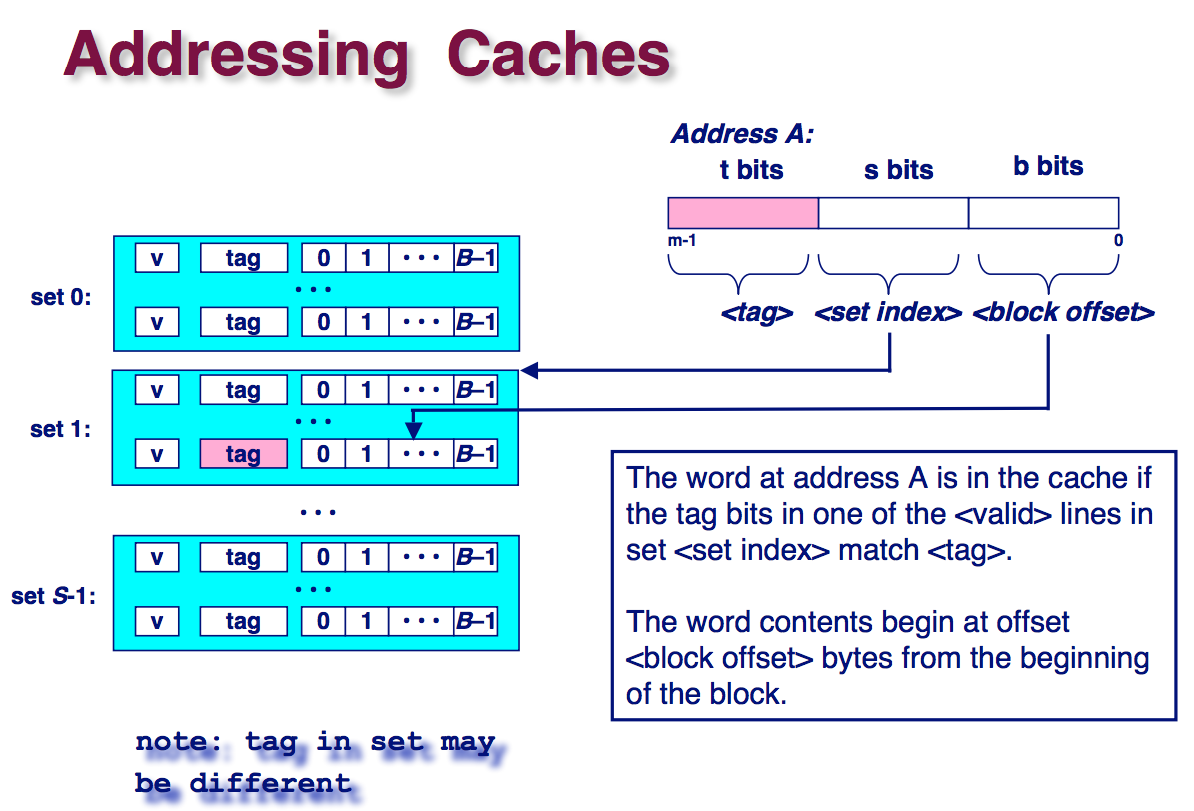 Addressing Caches
Address A:
t bits s bits b bits
m-1 0
<tag> <set index> <block offset>
set 0:
v tag 0 1 • • • B–1
• • •
v tag 0 1 • • • B–1
set 1:
v tag 0 1 • • • B–1
• • •
v tag 0 1 • • • B–1
• • •
set S-1:
v tag 0 1 • • • B–1
• • •
v tag 0 1 • • • B–1
The word at address A is in the cache if
the tag bits in one of the <valid> lines in
set <set index> match <tag>.
The word contents begin at offset
<block offset> bytes from the beginning
of the block.
note: tag in set may
be different